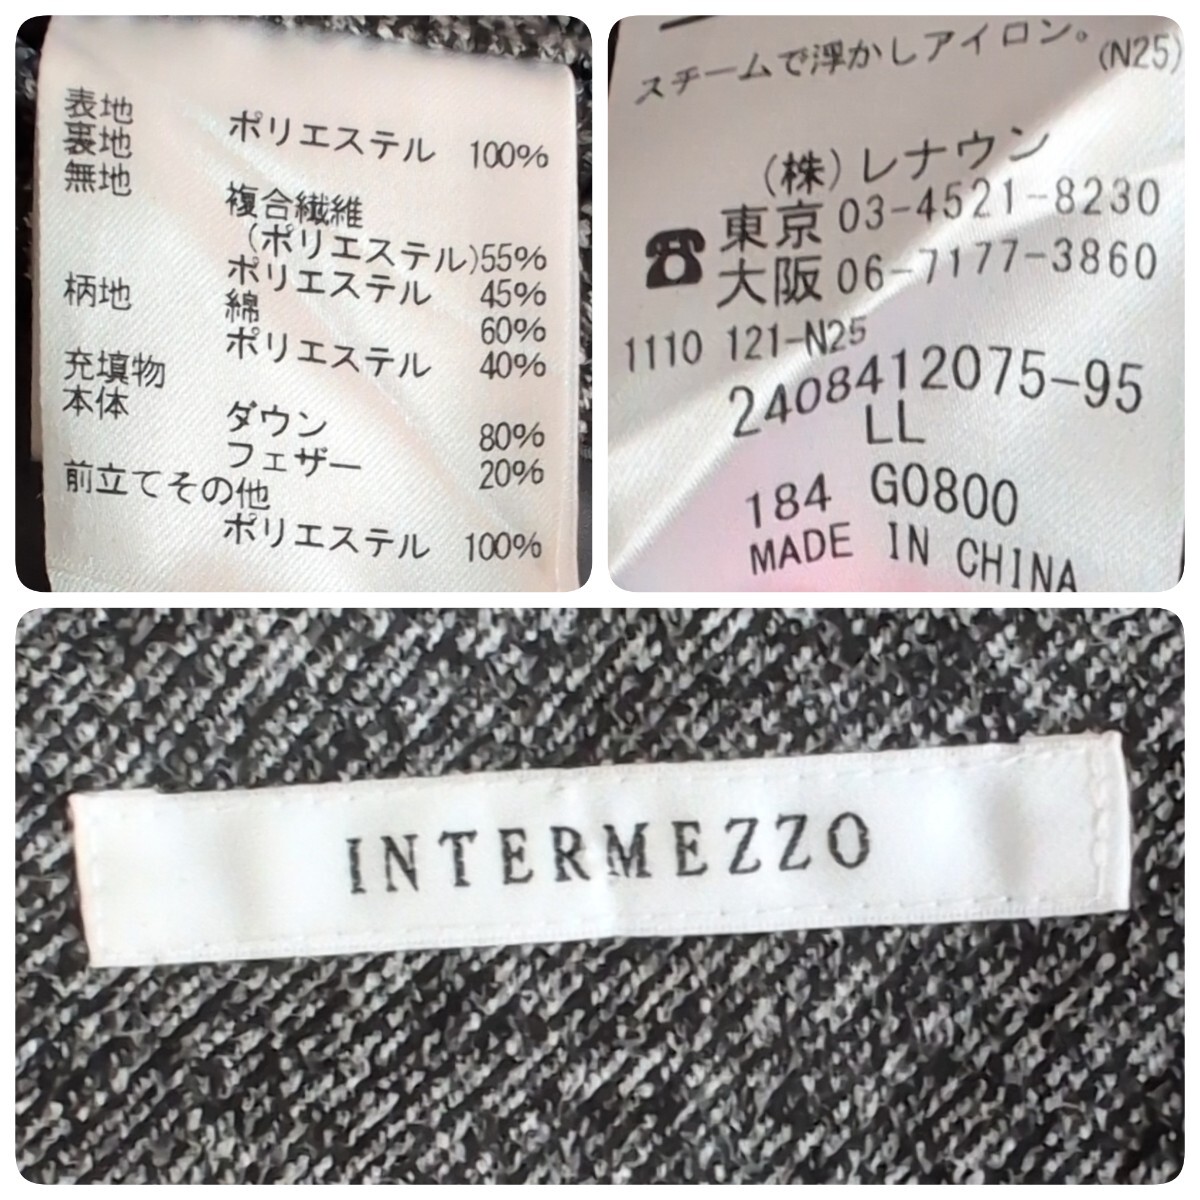 表地
ポリエステル 100%
裏地
無地
複合繊維
(ポリエステル)55%
ポリエステル 45%
柄地
綿 60%
ポリエステル 40%
充填物
本体
ダウン 80%
フェザー 20%
前立てその他
ポリエステル 100%
スチームで浮かしアイロン。
(N25)
(株)レナウン
☎東京 03-4521-8230
大阪 06-7177-3860
1110 121-N25
2408412075-95
LL
184 G0800
MADE IN CHINA
INTERMEZZO